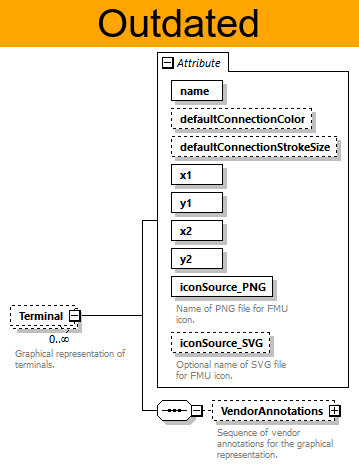 Outdated
Attribute
name
defaultConnectionColor
defaultConnectionStrokeSize
x1
y1
x2
y2
iconSource_PNG
Name of PNG file for FMU
icon.
iconSource_SVG
Optional name of SVG file
for FMU icon.
Terminal
0..∞
Graphical representation of
terminals.
VendorAnnotations
Sequence of vendor
annotations for the graphical
representation.